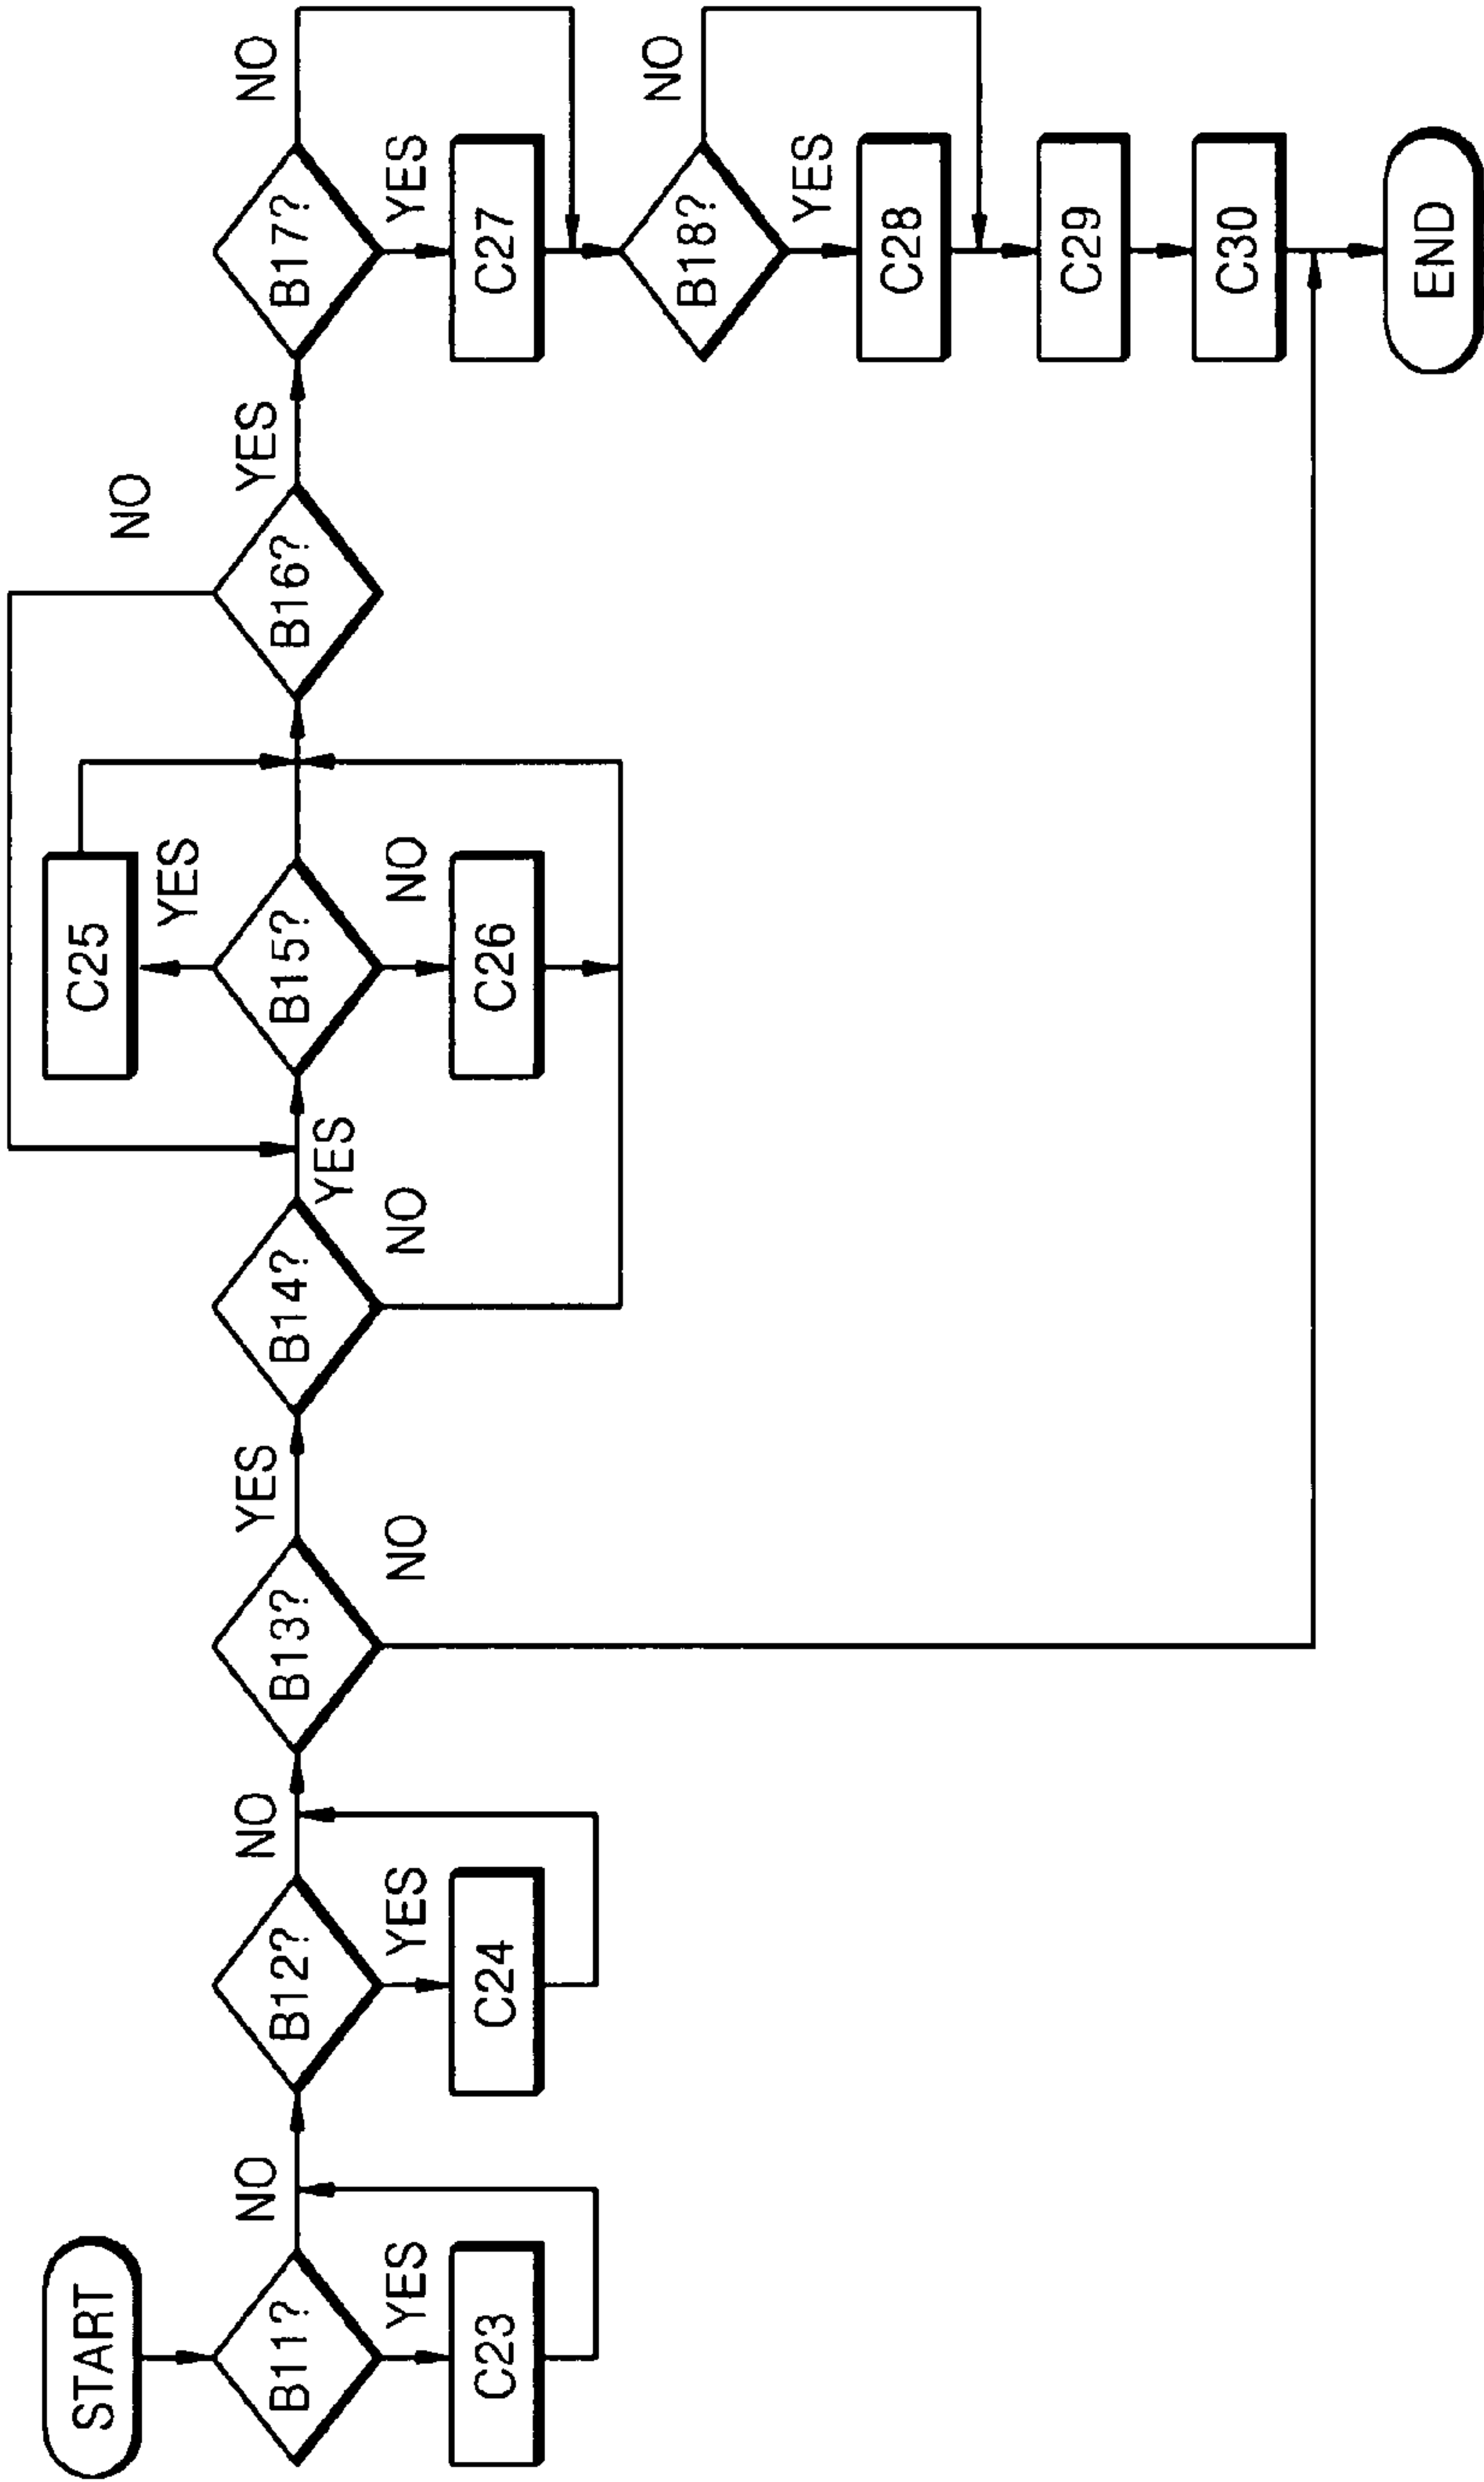 START
B11?
NO
YES
C23
B12?
NO
YES
C24
B13?
YES
NO
B14?
YES
NO
C25
B15?
YES
NO
C26
B16?
NO
YES
B17?
NO
YES
C27
B18?
NO
YES
C28
C29
C30
END